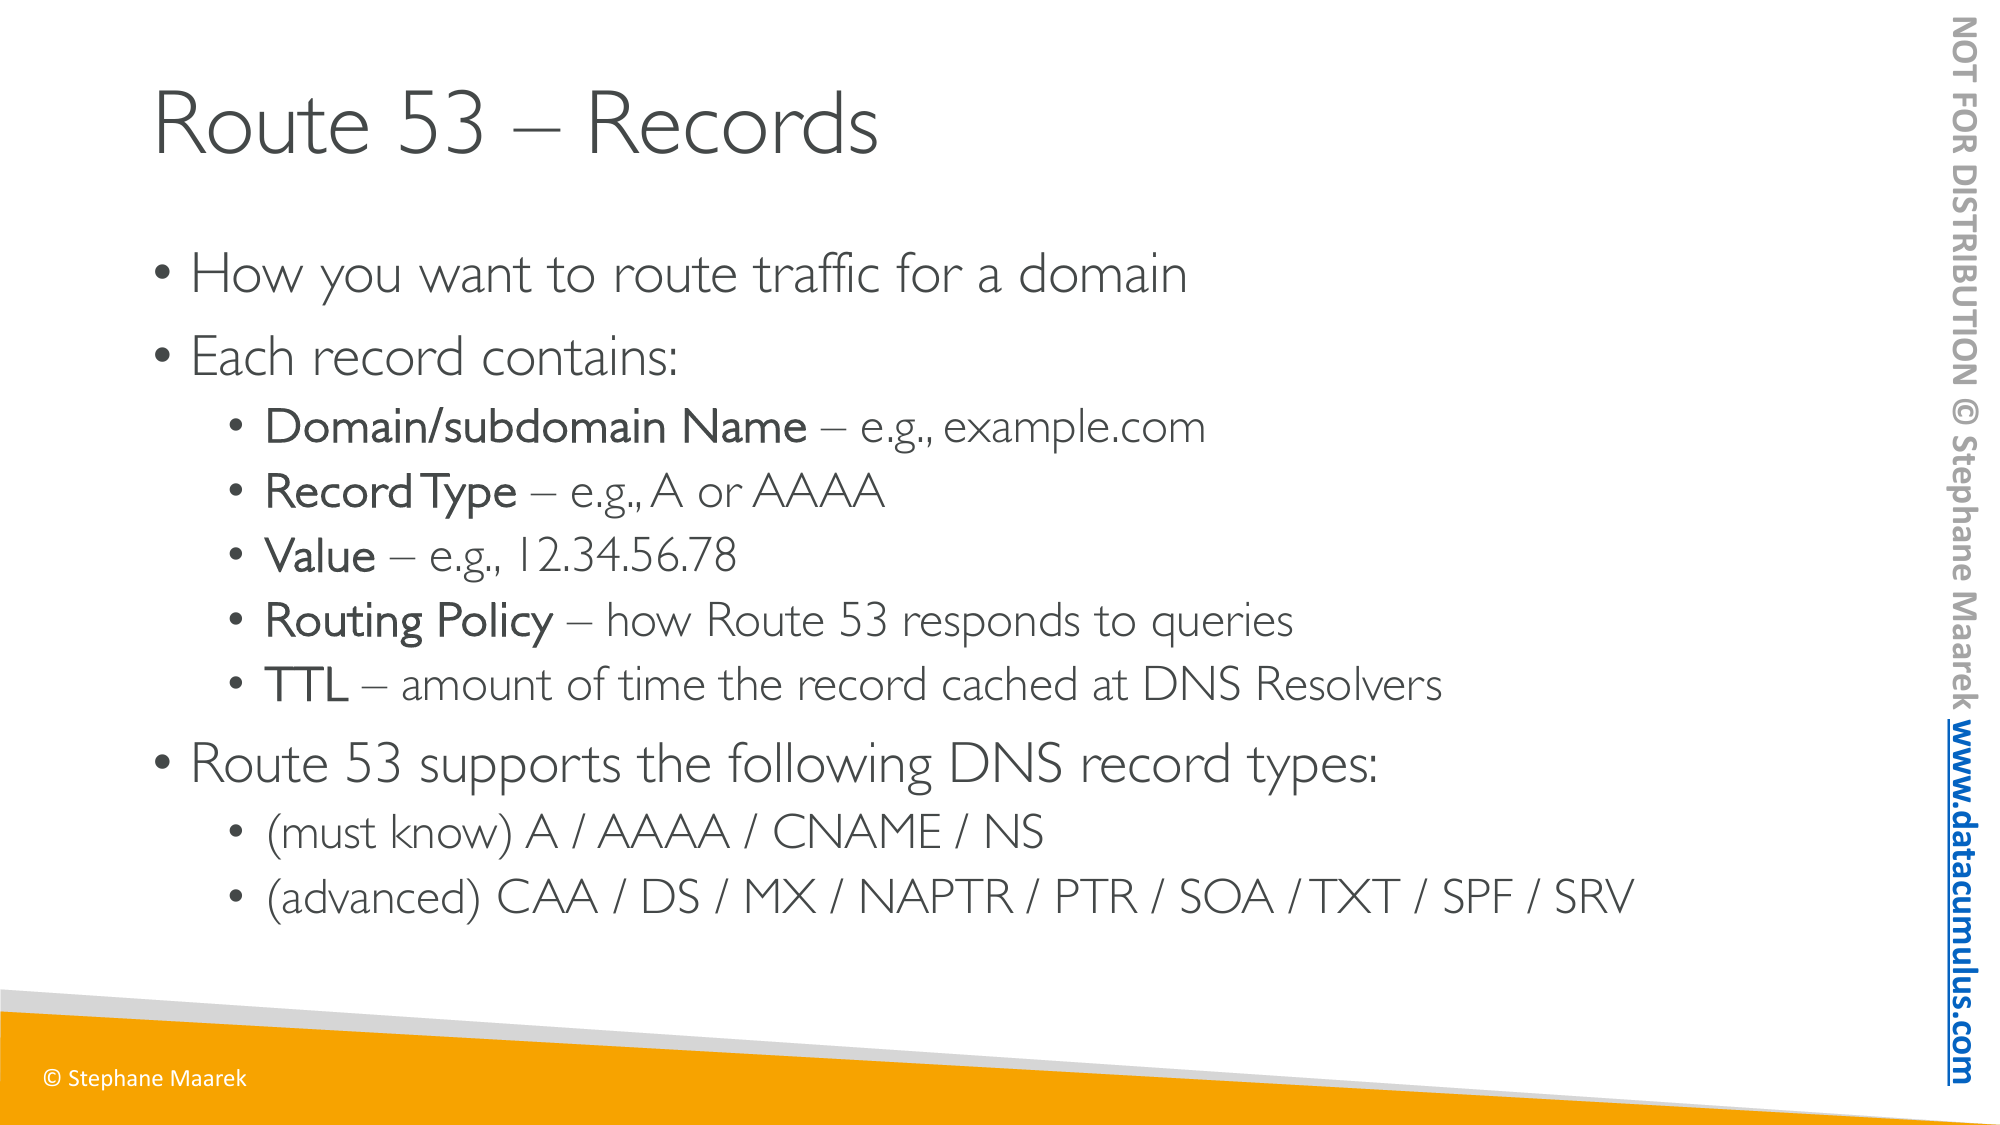 Route 53 – Records
• How you want to route traffic for a domain
• Each record contains:
• Domain/subdomain Name – e.g., example.com
• Record Type – e.g., A or AAAA
• Value – e.g., 12.34.56.78
• Routing Policy – how Route 53 responds to queries
• TTL – amount of time the record cached at DNS Resolvers
• Route 53 supports the following DNS record types:
• (must know) A / AAAA / CNAME / NS
• (advanced) CAA / DS / MX / NAPTR / PTR / SOA / TXT / SPF / SRV
© Stephane Maarek
NOT FOR DISTRIBUTION © Stephane Maarek www.datacumulus.com